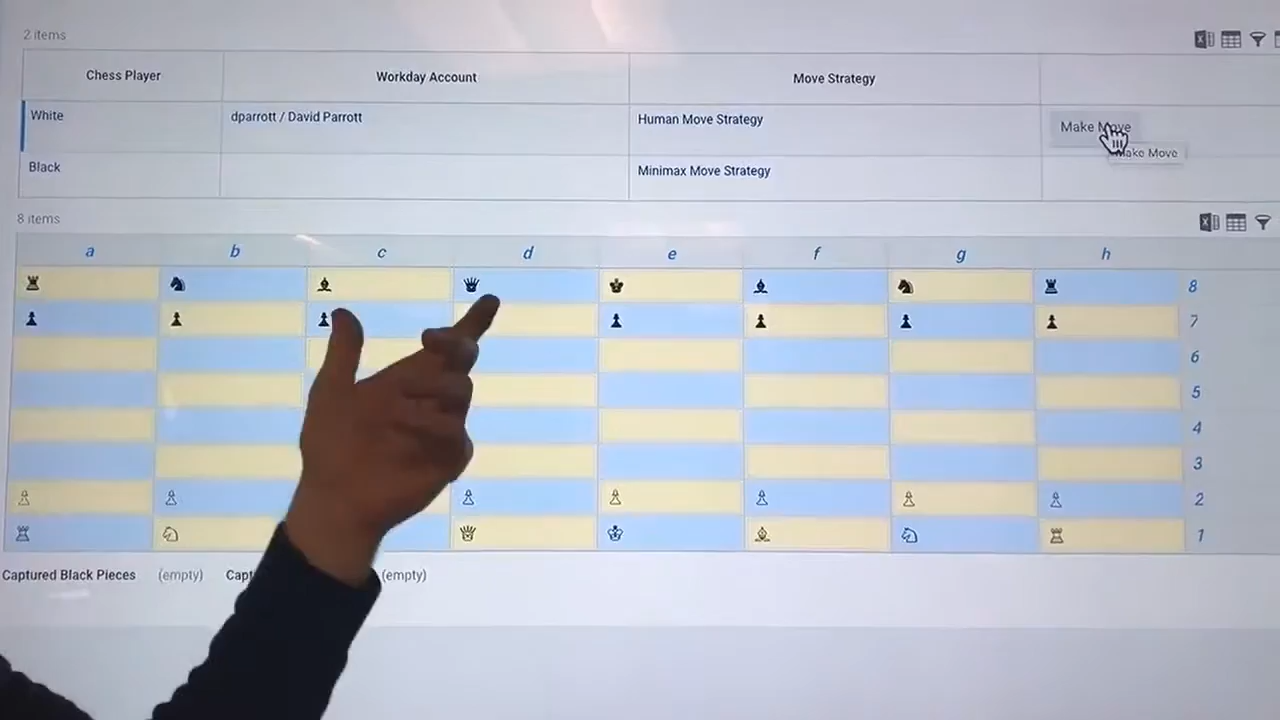 2 items
Chess Player Workday Account Move Strategy
White dparrott / David Parrott Human Move Strategy Make Move
Make Move
Black Minimax Move Strategy
8 items
a b c d e f g h
8
7
6
5
4
3
2
1
Captured Black Pieces (empty) Capt (empty)